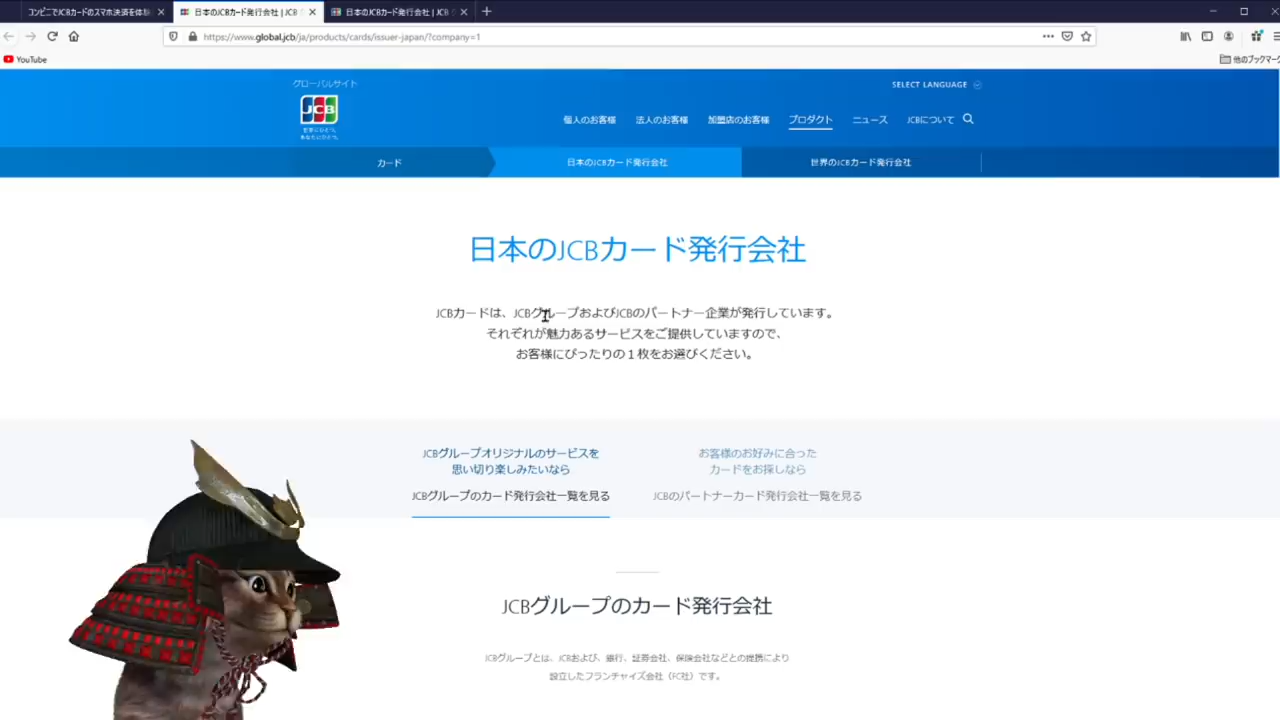 コンビニでJCBカードのスマホ決済を体験
日本のJCBカード発行会社 | JCB
日本のJCBカード発行会社 | JCB
https://www.global.jcb/ja/products/cards/issuer-japan/?company=1
YouTube
他のブックマーク
グローバルサイト
SELECT LANGUAGE
JCB
世界にひとつ。
あなたにひとつ。
個人のお客様
法人のお客様
加盟店のお客様
プロダクト
ニュース
JCBについて
カード
日本のJCBカード発行会社
世界のJCBカード発行会社
日本のJCBカード発行会社
JCBカードは、JCBグループおよびJCBのパートナー企業が発行しています。
それぞれが魅力あるサービスをご提供していますので、
お客様にぴったりの１枚をお選びください。
JCBグループオリジナルのサービスを
思い切り楽しみたいなら
JCBグループのカード発行会社一覧を見る
お客様のお好みに合った
カードをお探しなら
JCBのパートナーカード発行会社一覧を見る
JCBグループのカード発行会社
JCBグループとは、JCBおよび、銀行、証券会社、保険会社などとの提携により
設立したフランチャイズ会社（FC社）です。